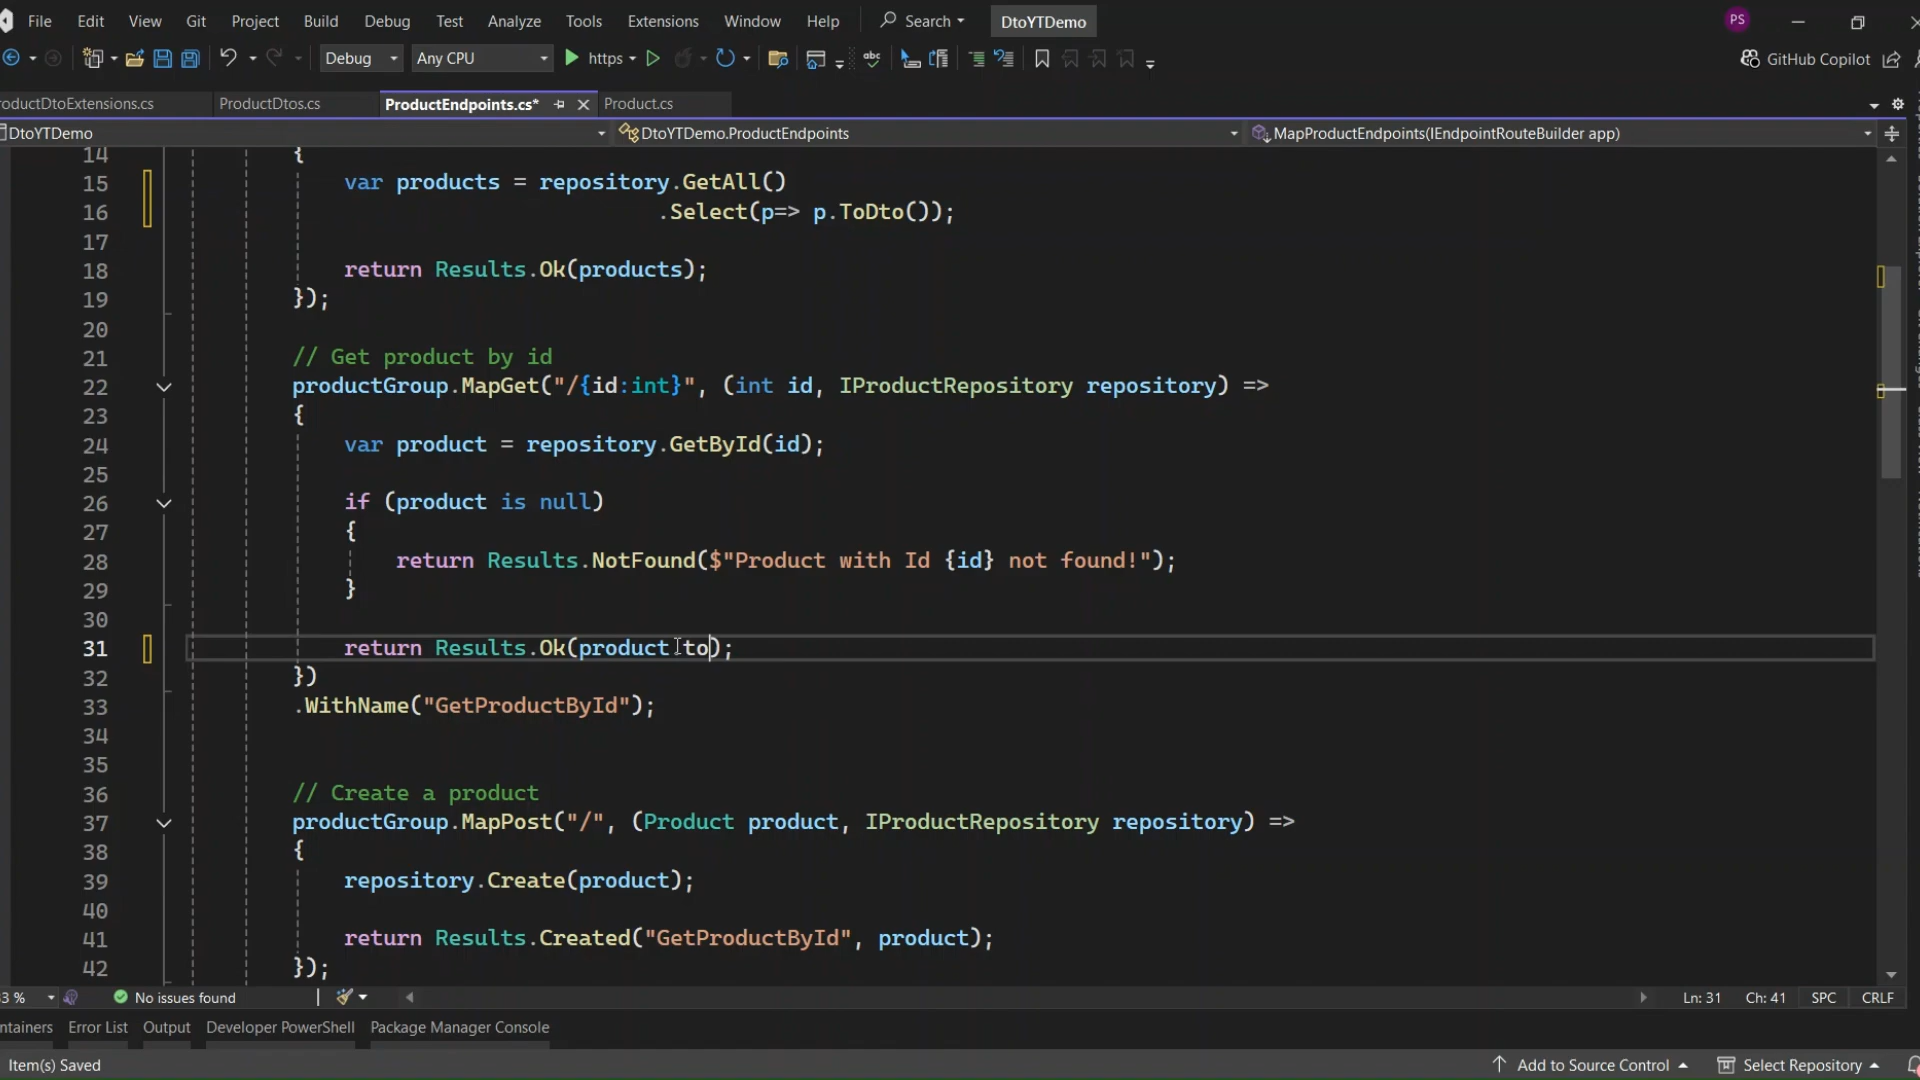 File Edit View Git Project Build Debug Test Analyze Tools Extensions Window Help Search DtoYTDemo PS
Debug Any CPU https GitHub Copilot
roductDtoExtensions.cs ProductDtos.cs ProductEndpoints.cs* Product.cs
DtoYTDemo DtoYTDemo.ProductEndpoints MapProductEndpoints(IEndpointRouteBuilder app)
14 {
15 var products = repository.GetAll()
16 .Select(p=> p.ToDto());
17
18 return Results.Ok(products);
19 });
20
21 // Get product by id
22 productGroup.MapGet("/{id:int}", (int id, IProductRepository repository) =>
23 {
24 var product = repository.GetById(id);
25
26 if (product is null)
27 {
28 return Results.NotFound($"Product with Id {id} not found!");
29 }
30
31 return Results.Ok(product.to);
32 })
33 .WithName("GetProductById");
34
35
36 // Create a product
37 productGroup.MapPost("/", (Product product, IProductRepository repository) =>
38 {
39 repository.Create(product);
40
41 return Results.Created("GetProductById", product);
42 });
3 % No issues found Ln: 31 Ch: 41 SPC CRLF
ntainers Error List Output Developer PowerShell Package Manager Console
Item(s) Saved Add to Source Control Select Repository